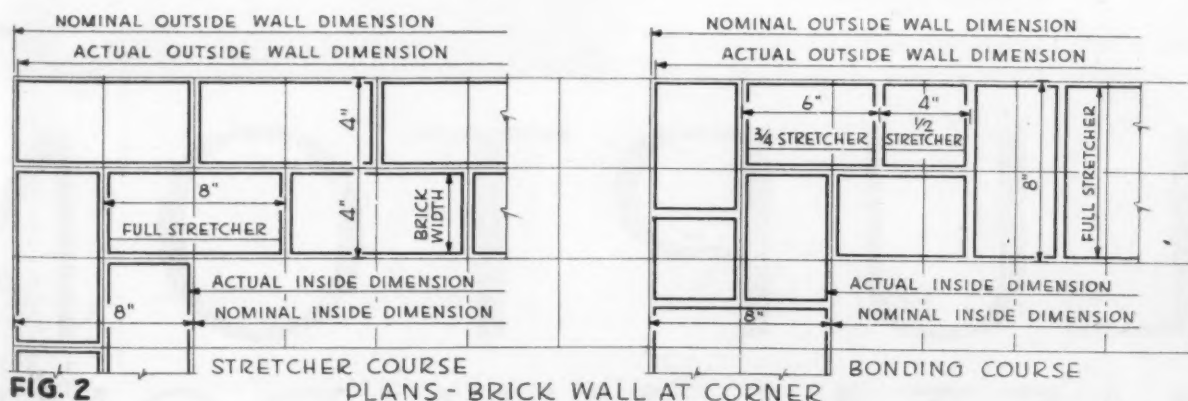 NOMINAL OUTSIDE WALL DIMENSION
ACTUAL OUTSIDE WALL DIMENSION
4"
8"
4"
FULL STRETCHER
BRICK WIDTH
ACTUAL INSIDE DIMENSION
8"
NOMINAL INSIDE DIMENSION
STRETCHER COURSE
NOMINAL OUTSIDE WALL DIMENSION
ACTUAL OUTSIDE WALL DIMENSION
6"
4"
3/4 STRETCHER
1/2 STRETCHER
8"
FULL STRETCHER
ACTUAL INSIDE DIMENSION
8"
NOMINAL INSIDE DIMENSION
BONDING COURSE
FIG. 2
PLANS - BRICK WALL AT CORNER